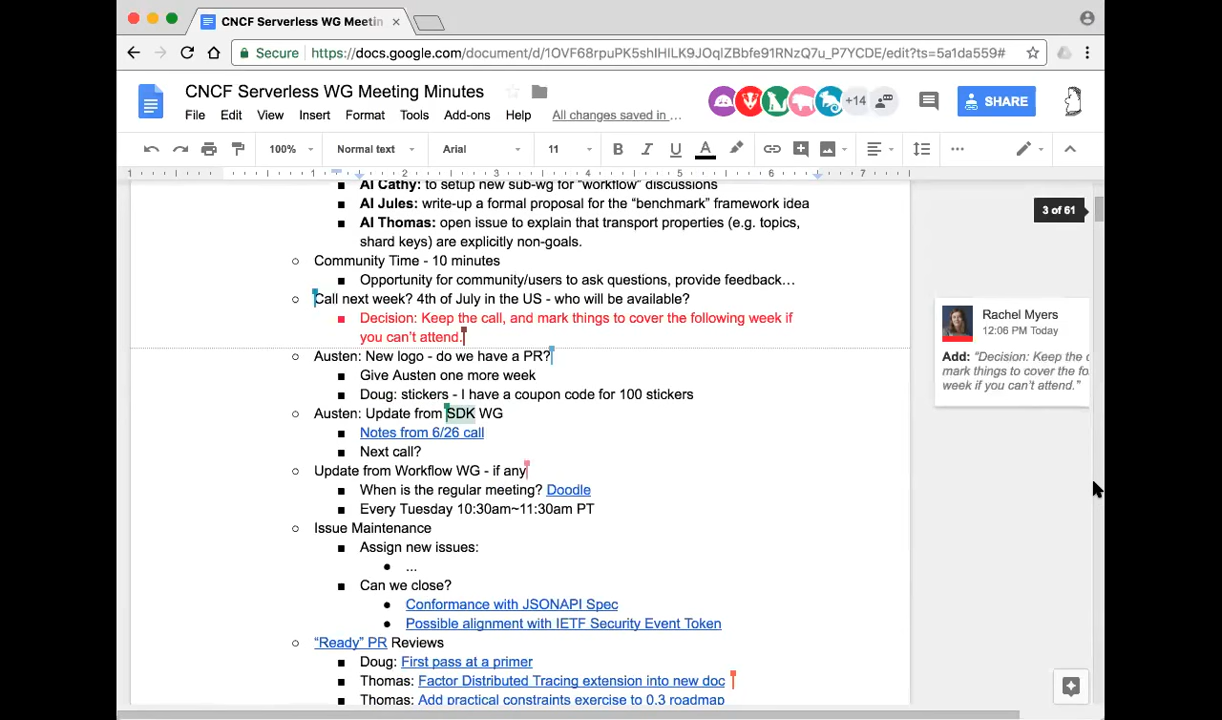 CNCF Serverless WG Meetin
Secure
https://docs.google.com/document/d/1OVF68rpuPK5shIHILK9JOqIZBbfe91RNzQ7u_P7YCDE/edit?ts=5a1da559#
CNCF Serverless WG Meeting Minutes
File Edit View Insert Format Tools Add-ons Help All changes saved in …
+14
SHARE
100% Normal text Arial 11 B I U A
1 1 2 3 4 5 6 7
AI Cathy: to setup new sub-wg for “workflow” discussions
AI Jules: write-up a formal proposal for the “benchmark” framework idea
AI Thomas: open issue to explain that transport properties (e.g. topics,
shard keys) are explicitly non-goals.
Community Time - 10 minutes
Opportunity for community/users to ask questions, provide feedback…
Call next week? 4th of July in the US - who will be available?
Decision: Keep the call, and mark things to cover the following week if
you can’t attend.
Austen: New logo - do we have a PR?
Give Austen one more week
Doug: stickers - I have a coupon code for 100 stickers
Austen: Update from SDK WG
Notes from 6/26 call
Next call?
Update from Workflow WG - if any
When is the regular meeting? Doodle
Every Tuesday 10:30am~11:30am PT
Issue Maintenance
Assign new issues:
...
Can we close?
Conformance with JSONAPI Spec
Possible alignment with IETF Security Event Token
“Ready” PR Reviews
Doug: First pass at a primer
Thomas: Factor Distributed Tracing extension into new doc
Thomas: Add practical constraints exercise to 0.3 roadmap
3 of 61
Rachel Myers
12:06 PM Today
Add: “Decision: Keep the c
mark things to cover the fo
week if you can’t attend.”